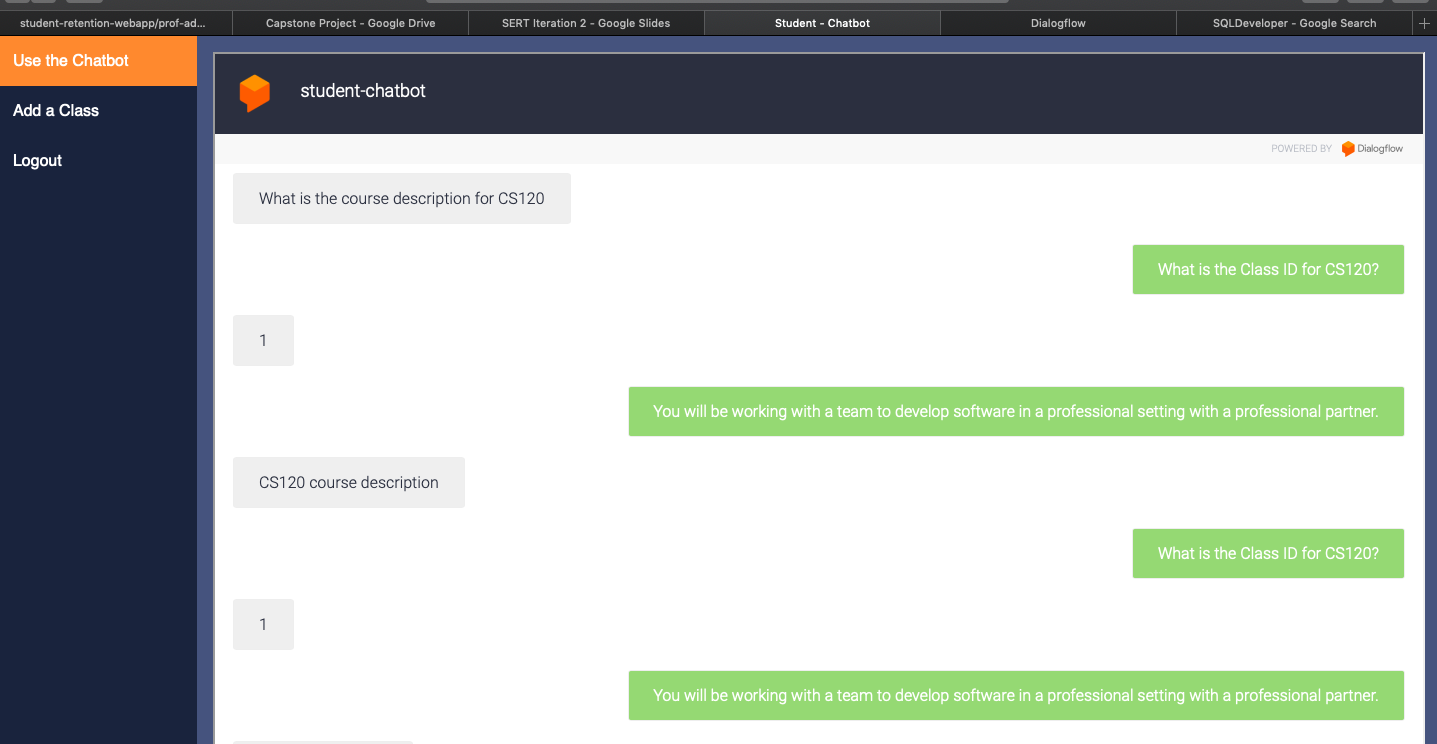 student-retention-webapp/prof-ad...
Capstone Project - Google Drive
SERT Iteration 2 - Google Slides
Student - Chatbot
Dialogflow
SQLDeveloper - Google Search
Use the Chatbot
Add a Class
Logout
student-chatbot
POWERED BY Dialogflow
What is the course description for CS120
What is the Class ID for CS120?
1
You will be working with a team to develop software in a professional setting with a professional partner.
CS120 course description
What is the Class ID for CS120?
1
You will be working with a team to develop software in a professional setting with a professional partner.